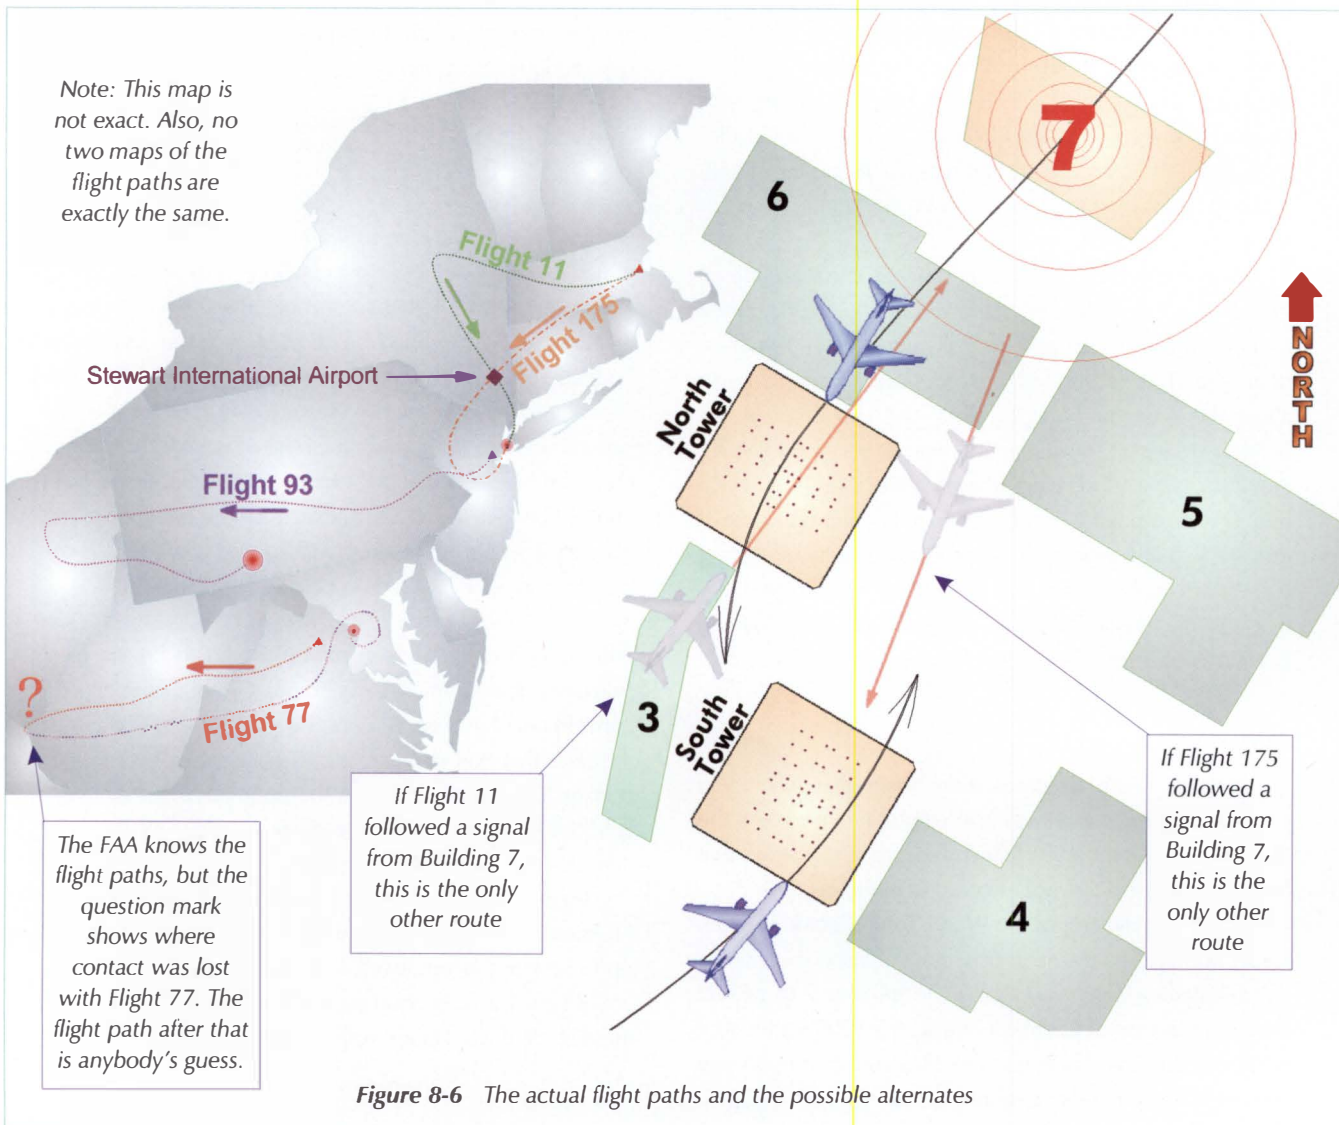 Note: This map is
not exact. Also, no
two maps of the
flight paths are
exactly the same.
Flight 11
Flight 175
Stewart International Airport
Flight 93
?
Flight 77
The FAA knows the
flight paths, but the
question mark
shows where
contact was lost
with Flight 77. The
flight path after that
is anybody's guess.
7
6
NORTH
North
Tower
5
3
South
Tower
4
If Flight 11
followed a signal
from Building 7,
this is the only
other route
If Flight 175
followed a
signal from
Building 7,
this is the
only other
route
Figure 8-6 The actual flight paths and the possible alternates